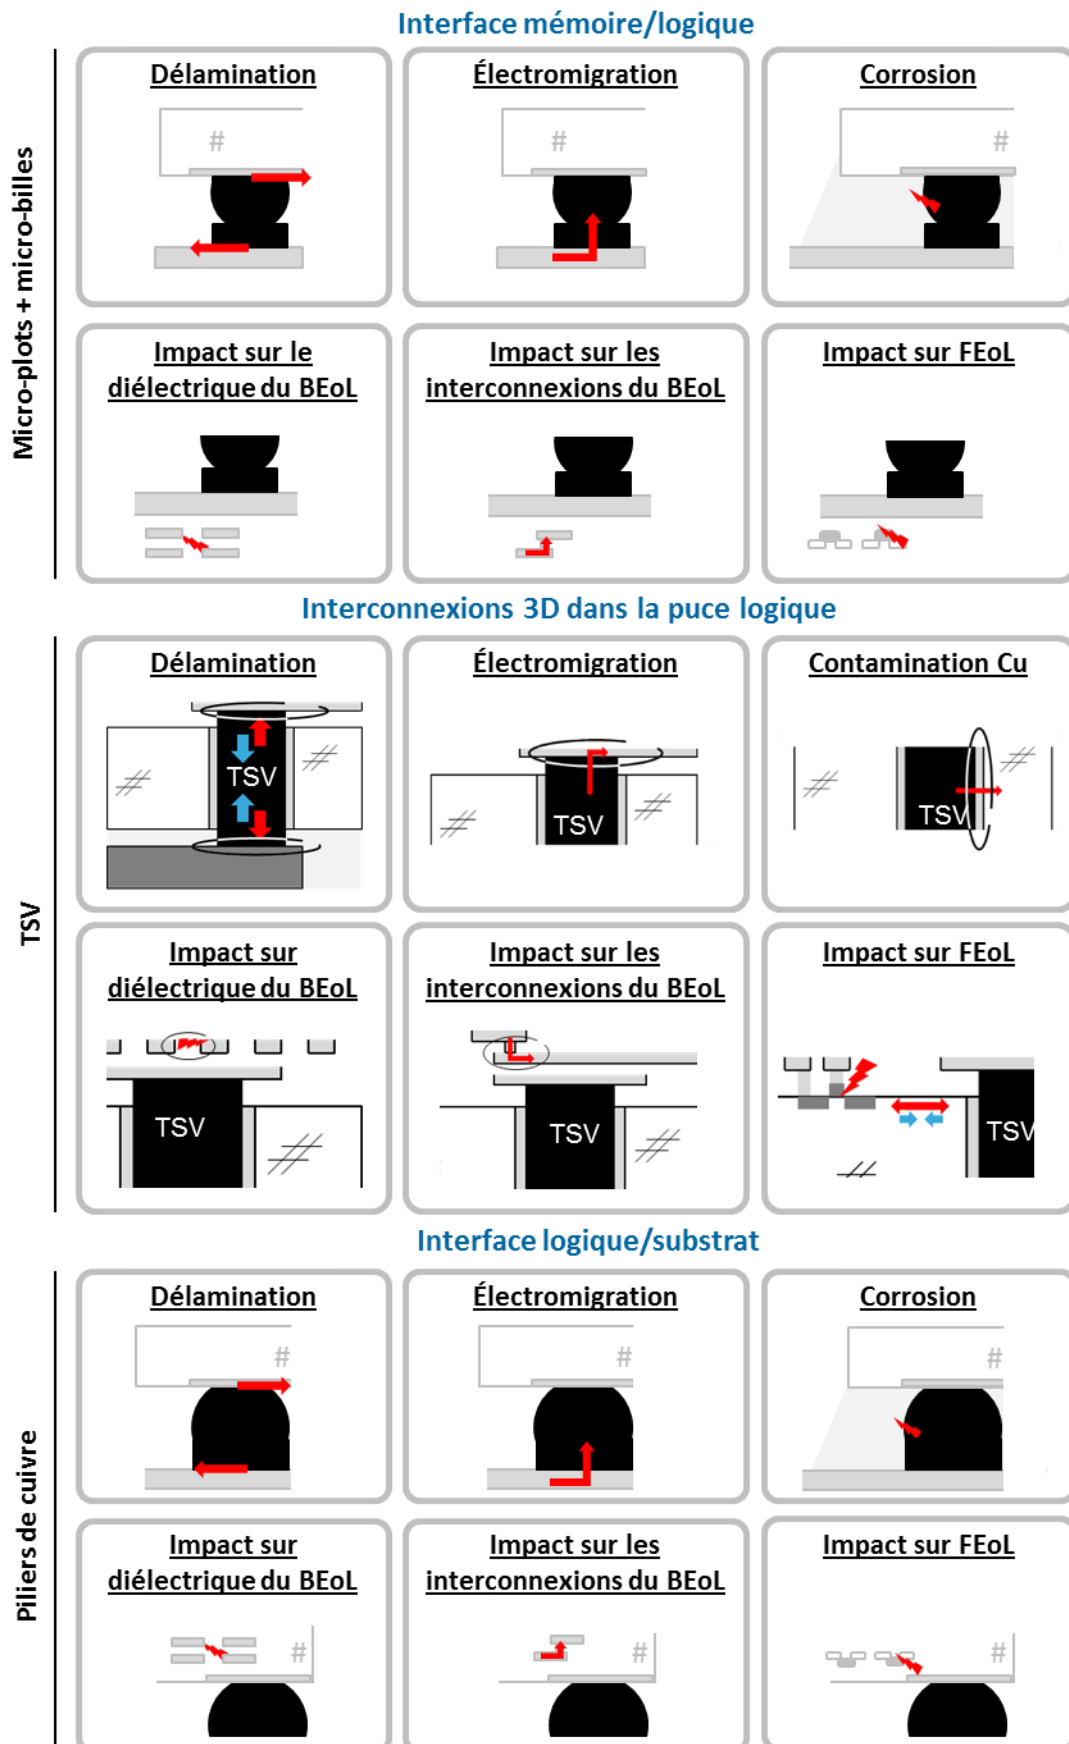 Interface mémoire/logique
Micro-plots + micro-billes
Délamination
Électromigration
Corrosion
#
#
#
Impact sur le
diélectrique du BEoL
Impact sur les
interconnexions du BEoL
Impact sur FEoL
Interconnexions 3D dans la puce logique
TSV
Délamination
Électromigration
Contamination Cu
TSV
TSV
TSV
Impact sur
diélectrique du BEoL
Impact sur les
interconnexions du BEoL
Impact sur FEoL
TSV
TSV
TSV
Interface logique/substrat
Piliers de cuivre
Délamination
Électromigration
Corrosion
#
#
#
Impact sur
diélectrique du BEoL
Impact sur les
interconnexions du BEoL
Impact sur FEoL
#
#
#